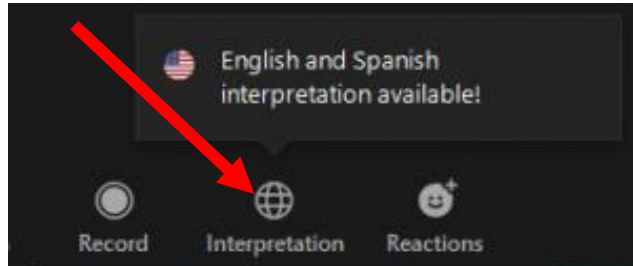 English and Spanish
interpretation available!
Record Interpretation Reactions